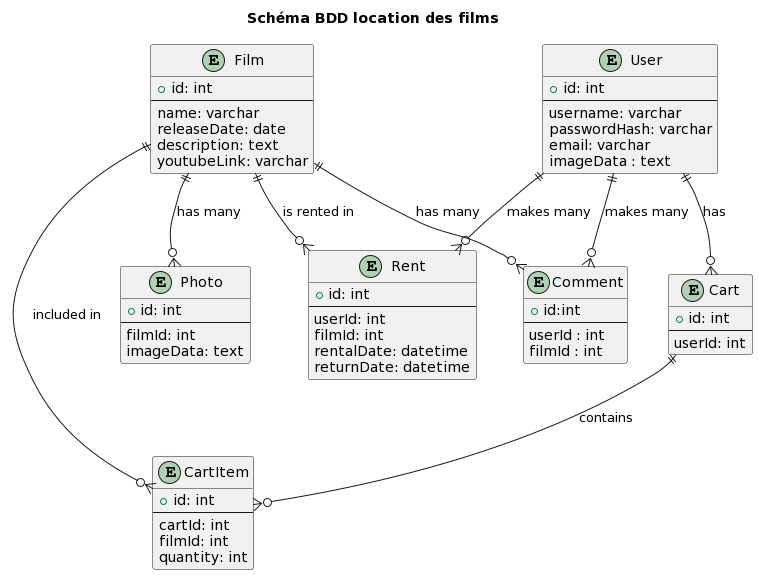 Schéma BDD location des films
E Film
id: int
name: varchar
releaseDate: date
description: text
youtubeLink: varchar
E User
id: int
username: varchar
passwordHash: varchar
email: varchar
imageData : text
has many
is rented in
has many
makes many
makes many
has
E Photo
id: int
filmId: int
imageData: text
E Rent
id: int
userId: int
filmId: int
rentalDate: datetime
returnDate: datetime
E Comment
id:int
userId : int
filmId : int
E Cart
id: int
userId: int
included in
contains
E CartItem
id: int
cartId: int
filmId: int
quantity: int